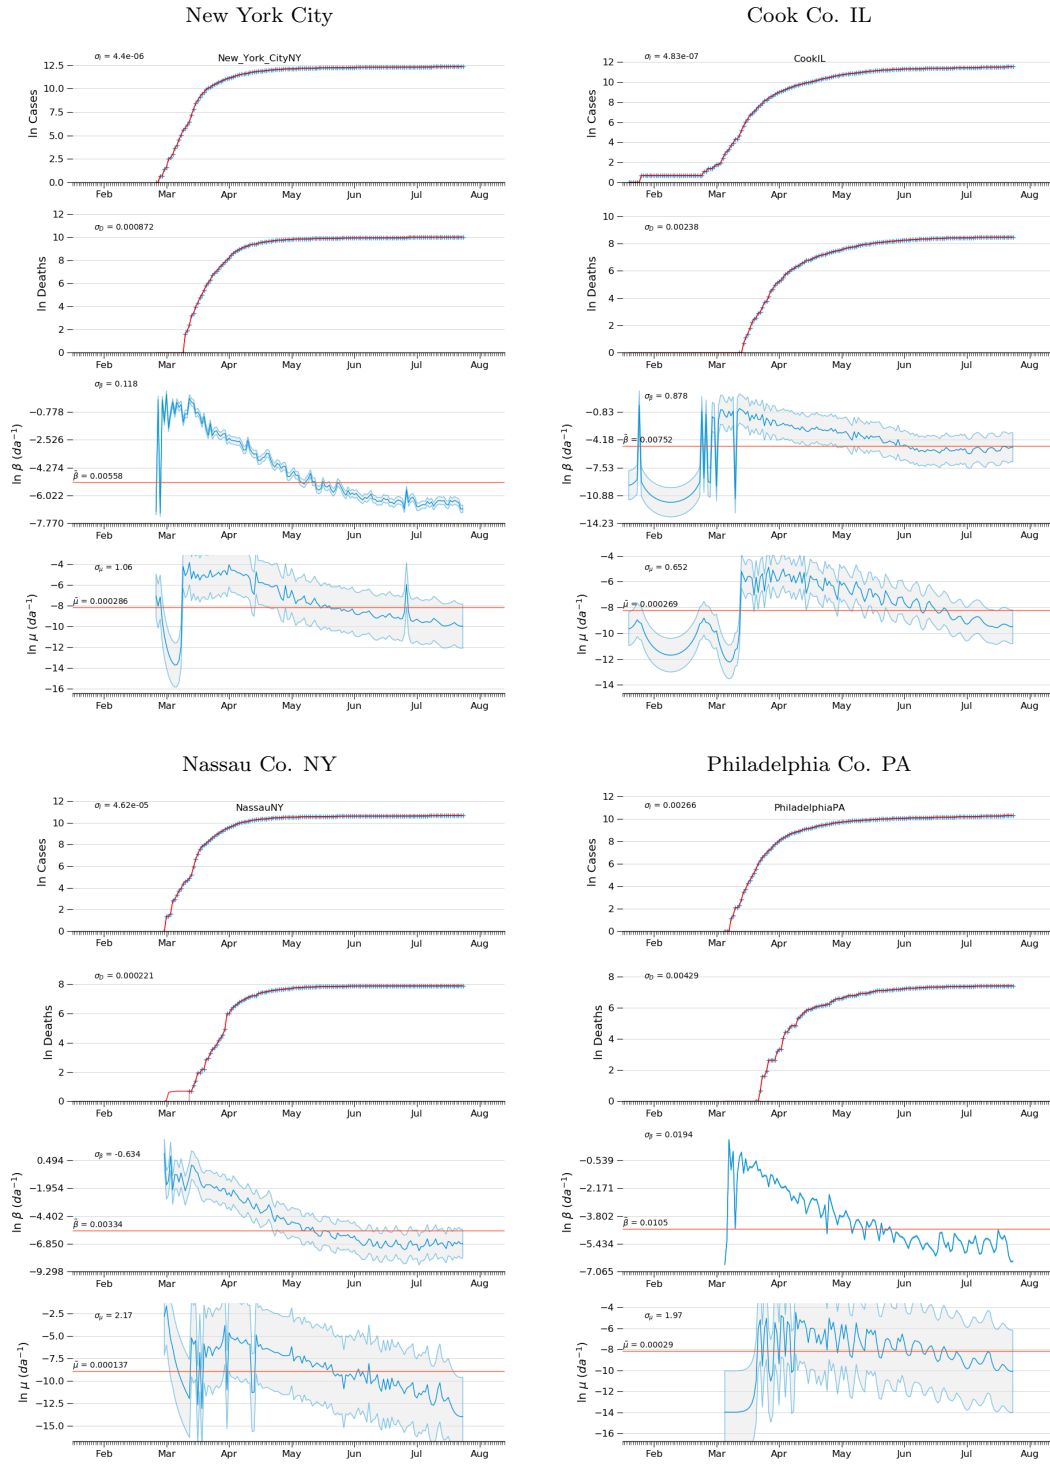 New York City
σI = 4.4e-06
New_York_CityNY
ln Cases
12.5
10.0
7.5
5.0
2.5
0.0
Feb Mar Apr May Jun Jul Aug
σD = 0.000872
ln Deaths
12
10
8
6
4
2
0
Feb Mar Apr May Jun Jul Aug
σβ = 0.118
ln β (da⁻¹)
−0.778
−2.526
−4.274
β̃ = 0.00558
−6.022
−7.770
Feb Mar Apr May Jun Jul Aug
σμ = 1.06
ln μ (da⁻¹)
−4
−6
μ̃ = 0.000286
−8
−10
−12
−14
−16
Feb Mar Apr May Jun Jul Aug
Cook Co. IL
σI = 4.83e-07
CookIL
ln Cases
12
10
8
6
4
2
0
Feb Mar Apr May Jun Jul Aug
σD = 0.00238
ln Deaths
10
8
6
4
2
0
Feb Mar Apr May Jun Jul Aug
σβ = 0.878
ln β (da⁻¹)
−0.83
−4.18
β̃ = 0.00752
−7.53
−10.88
−14.23
Feb Mar Apr May Jun Jul Aug
σμ = 0.652
ln μ (da⁻¹)
−4
−6
μ̃ = 0.000269
−8
−10
−12
−14
Feb Mar Apr May Jun Jul Aug
Nassau Co. NY
σI = 4.62e-05
NassauNY
ln Cases
12
10
8
6
4
2
0
Feb Mar Apr May Jun Jul Aug
σD = 0.000221
ln Deaths
8
6
4
2
0
Feb Mar Apr May Jun Jul Aug
σβ = -0.634
ln β (da⁻¹)
0.494
−1.954
−4.402
β̃ = 0.00334
−6.850
−9.298
Feb Mar Apr May Jun Jul Aug
σμ = 2.17
ln μ (da⁻¹)
−2.5
−5.0
−7.5
μ̃ = 0.000137
−10.0
−12.5
−15.0
Feb Mar Apr May Jun Jul Aug
Philadelphia Co. PA
σI = 0.00266
PhiladelphiaPA
ln Cases
12
10
8
6
4
2
0
Feb Mar Apr May Jun Jul Aug
σD = 0.00429
ln Deaths
8
6
4
2
0
Feb Mar Apr May Jun Jul Aug
σβ = 0.0194
ln β (da⁻¹)
−0.539
−2.171
−3.802
β̃ = 0.0105
−5.434
−7.065
Feb Mar Apr May Jun Jul Aug
σμ = 1.97
ln μ (da⁻¹)
−4
−6
μ̃ = 0.00029
−8
−10
−12
−14
−16
Feb Mar Apr May Jun Jul Aug